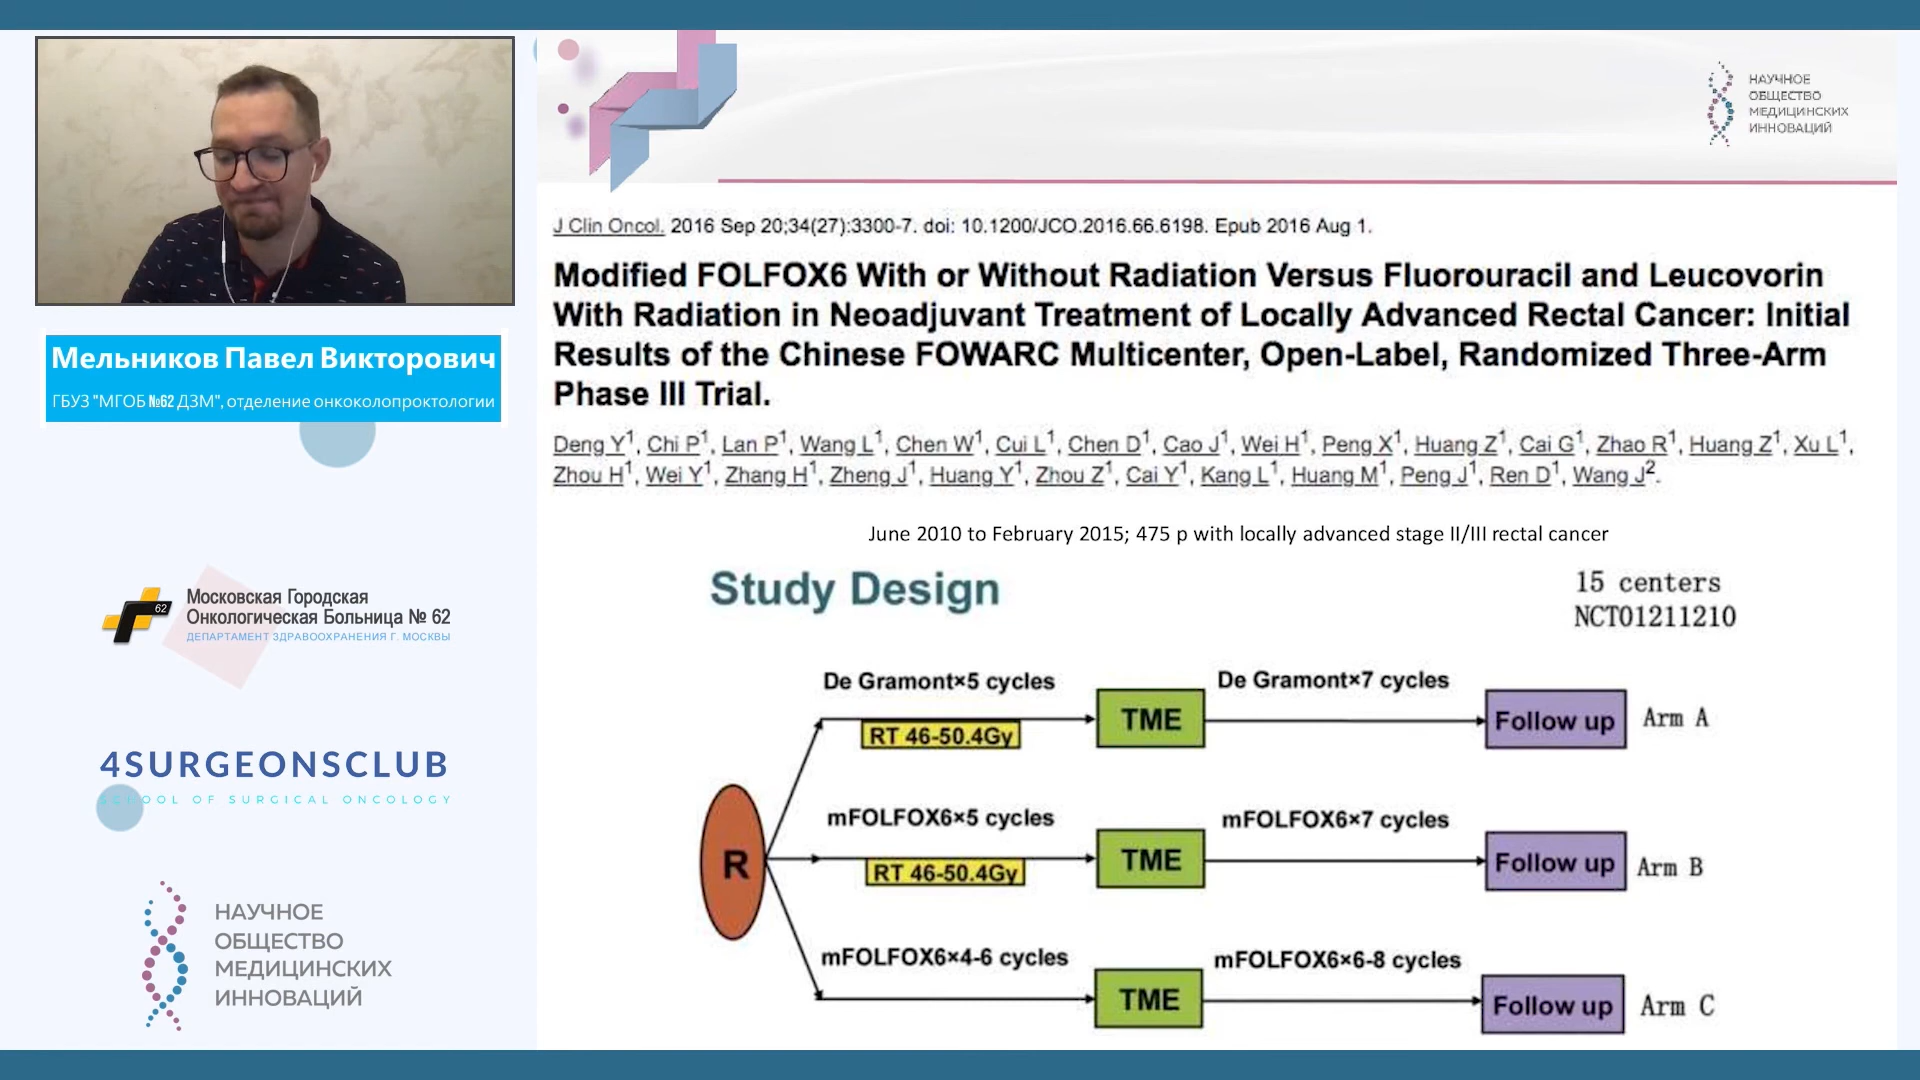 НАУЧНОЕ
ОБЩЕСТВО
МЕДИЦИНСКИХ
ИННОВАЦИЙ
Мельников Павел Викторович
ГБУЗ "МГОБ №62 ДЗМ", отделение онкоколопроктологии
62
Московская Городская
Онкологическая Больница № 62
ДЕПАРТАМЕНТ ЗДРАВООХРАНЕНИЯ Г. МОСКВЫ
4SURGEONSCLUB
SCHOOL OF SURGICAL ONCOLOGY
НАУЧНОЕ
ОБЩЕСТВО
МЕДИЦИНСКИХ
ИННОВАЦИЙ
J Clin Oncol. 2016 Sep 20;34(27):3300-7. doi: 10.1200/JCO.2016.66.6198. Epub 2016 Aug 1.
Modified FOLFOX6 With or Without Radiation Versus Fluorouracil and Leucovorin
With Radiation in Neoadjuvant Treatment of Locally Advanced Rectal Cancer: Initial
Results of the Chinese FOWARC Multicenter, Open-Label, Randomized Three-Arm
Phase III Trial.
Deng Y1, Chi P1, Lan P1, Wang L1, Chen W1, Cui L1, Chen D1, Cao J1, Wei H1, Peng X1, Huang Z1, Cai G1, Zhao R1, Huang Z1, Xu L1,
Zhou H1, Wei Y1, Zhang H1, Zheng J1, Huang Y1, Zhou Z1, Cai Y1, Kang L1, Huang M1, Peng J1, Ren D1, Wang J2.
June 2010 to February 2015; 475 p with locally advanced stage II/III rectal cancer
Study Design
15 centers
NCT01211210
De Gramont×5 cycles
RT 46-50.4Gy
TME
De Gramont×7 cycles
Follow up
Arm A
R
mFOLFOX6×5 cycles
RT 46-50.4Gy
TME
mFOLFOX6×7 cycles
Follow up
Arm B
mFOLFOX6×4-6 cycles
TME
mFOLFOX6×6-8 cycles
Follow up
Arm C